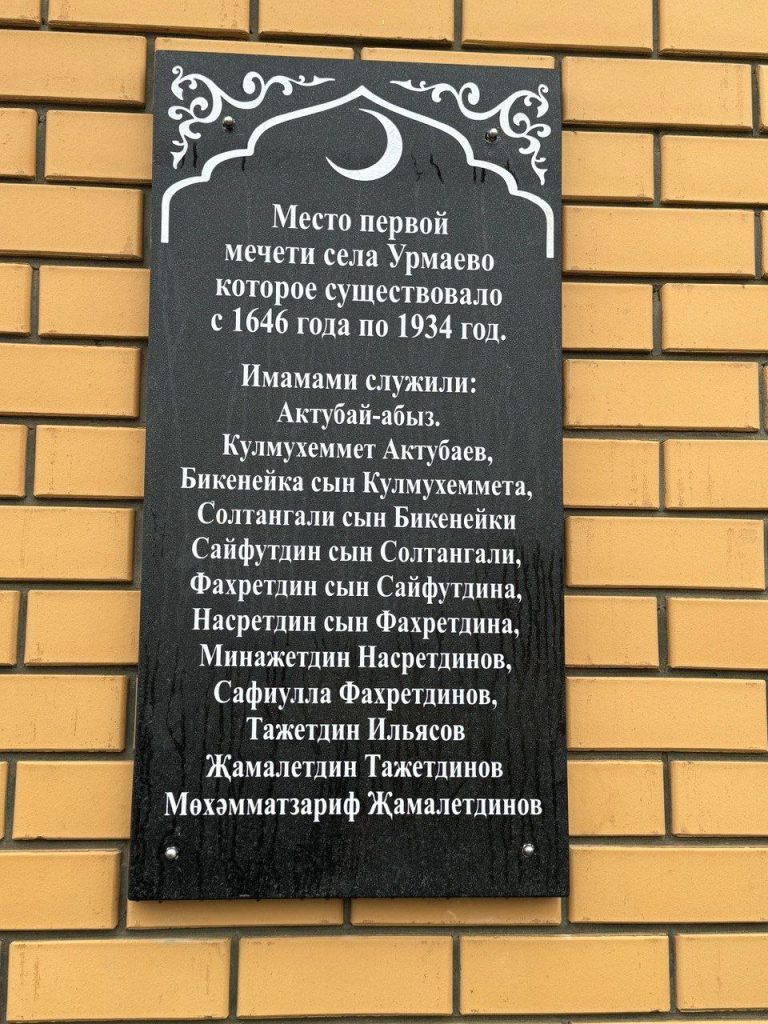 Место первой
мечети села Урмаево
которое существовало
с 1646 года по 1934 год.
Имамами служили:
Актубай-абыз.
Кулмухеммет Актубаев,
Бикенейка сын Кулмухеммета,
Солтангали сын Бикенейки
Сайфутдин сын Солтангали,
Фахретдин сын Сайфутдина,
Насретдин сын Фахретдина,
Минажетдин Насретдинов,
Сафиулла Фахретдинов,
Тажетдин Ильясов
Җамалетдин Тажетдинов
Мөхәмматзариф Җамалетдинов